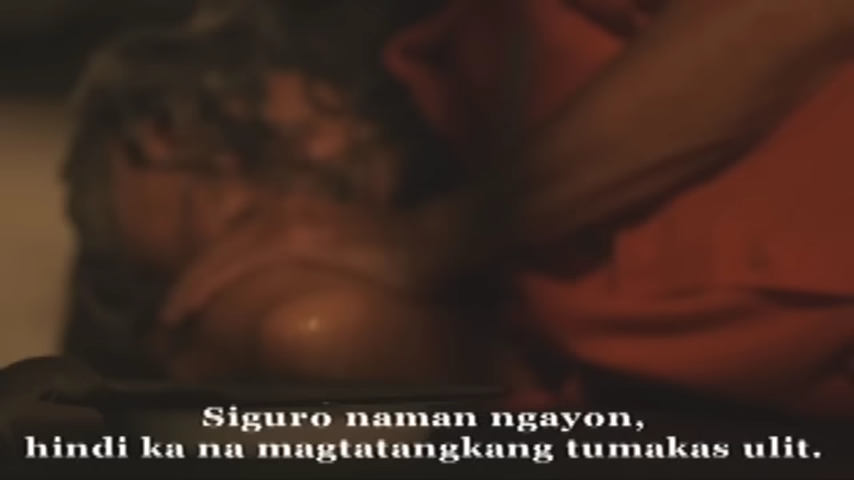 Siguro naman ngayon,
hindi ka na magtatangkang tumakas ulit.